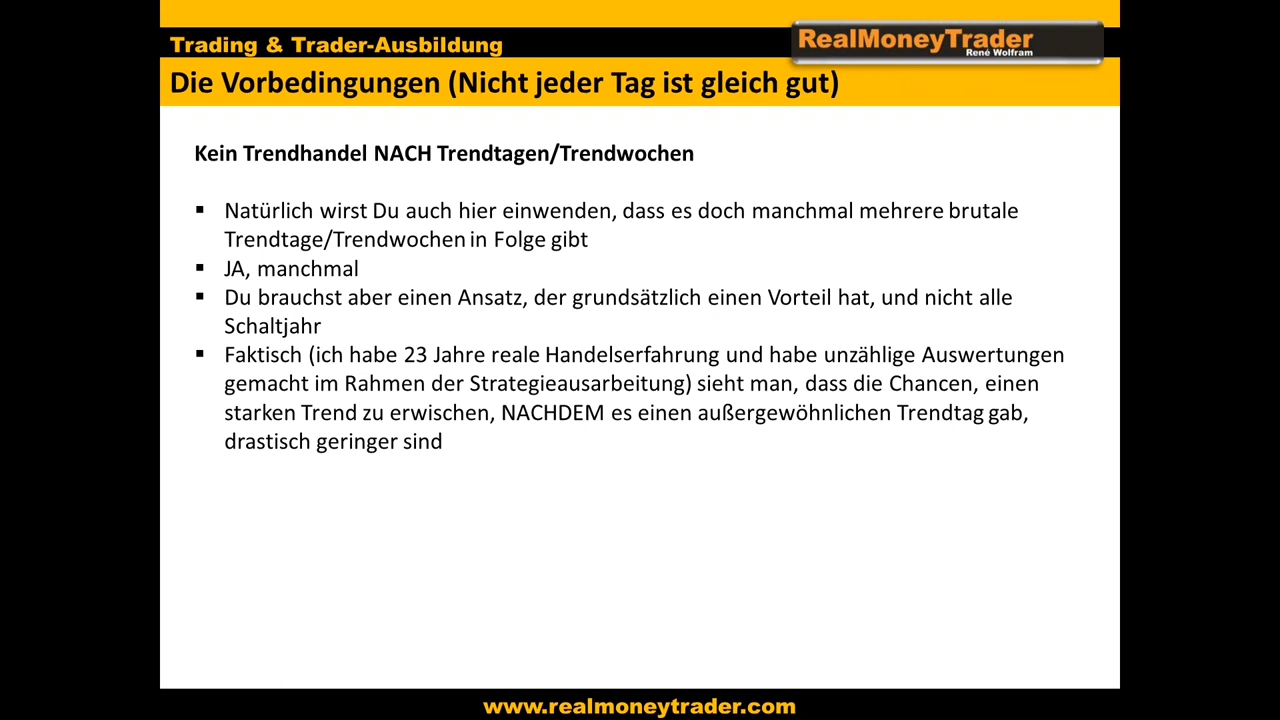 Trading & Trader-Ausbildung
RealMoneyTrader
René Wolfram
Die Vorbedingungen (Nicht jeder Tag ist gleich gut)
Kein Trendhandel NACH Trendtagen/Trendwochen
▪ Natürlich wirst Du auch hier einwenden, dass es doch manchmal mehrere brutale
Trendtage/Trendwochen in Folge gibt
▪ JA, manchmal
▪ Du brauchst aber einen Ansatz, der grundsätzlich einen Vorteil hat, und nicht alle
Schaltjahr
▪ Faktisch (ich habe 23 Jahre reale Handelserfahrung und habe unzählige Auswertungen
gemacht im Rahmen der Strategieausarbeitung) sieht man, dass die Chancen, einen
starken Trend zu erwischen, NACHDEM es einen außergewöhnlichen Trendtag gab,
drastisch geringer sind
www.realmoneytrader.com